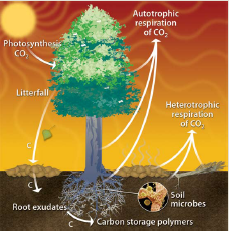 Autotrophic
respiration
of CO₂
Photosynthesis
CO₂
Litterfall
Heterotrophic
respiration
of CO₂
C
C
Soil
microbes
Root exudates
C
Carbon storage polymers